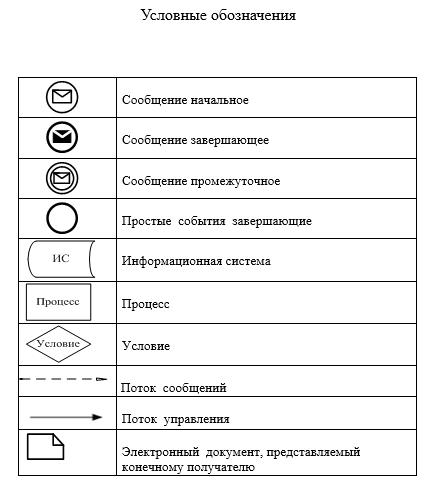 Условные обозначения
Сообщение начальное
Сообщение завершающее
Сообщение промежуточное
Простые события завершающие
ИС
Информационная система
Процесс
Процесс
Условие
Условие
Поток сообщений
Поток управления
Электронный документ, представляемый
конечному получателю